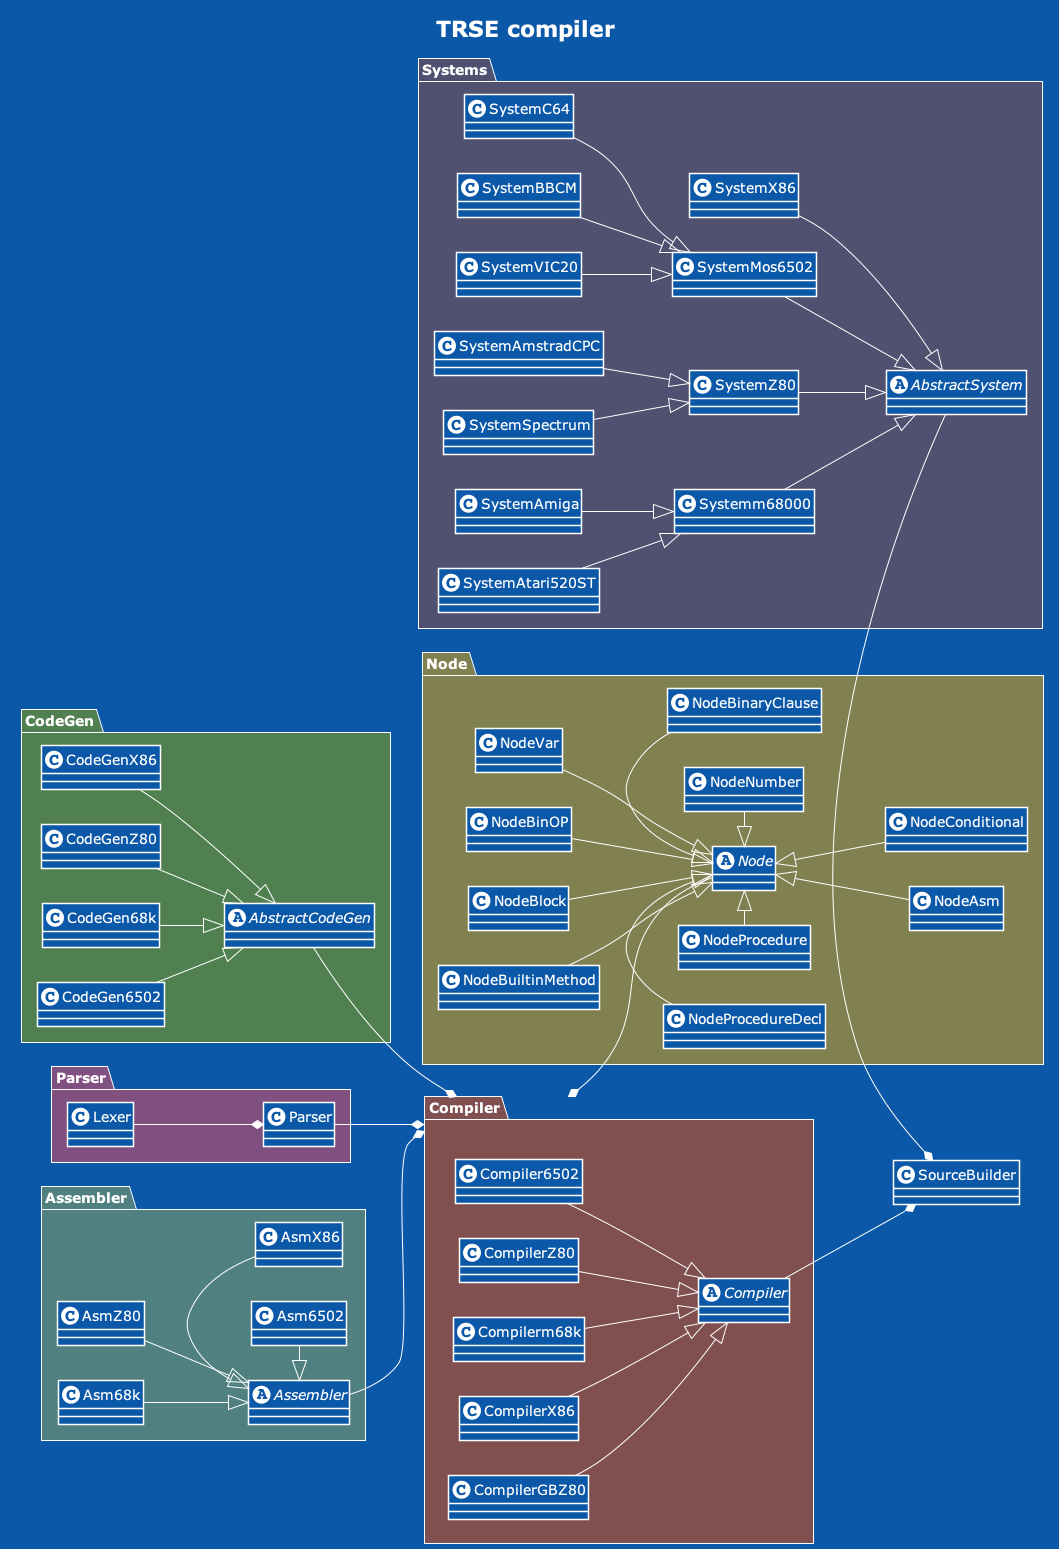 TRSE compiler
Systems
C SystemC64
C SystemBBCM
C SystemX86
C SystemVIC20
C SystemMos6502
C SystemAmstradCPC
C SystemZ80
A AbstractSystem
C SystemSpectrum
C SystemAmiga
C Systemm68000
C SystemAtari520ST
Node
C NodeBinaryClause
C NodeVar
C NodeNumber
C NodeBinOP
C NodeConditional
A Node
C NodeBlock
C NodeAsm
C NodeProcedure
C NodeBuiltinMethod
C NodeProcedureDecl
CodeGen
C CodeGenX86
C CodeGenZ80
C CodeGen68k
A AbstractCodeGen
C CodeGen6502
Parser
C Lexer
C Parser
Compiler
C Compiler6502
C CompilerZ80
A Compiler
C Compilerm68k
C CompilerX86
C CompilerGBZ80
C SourceBuilder
Assembler
C AsmX86
C AsmZ80
C Asm6502
C Asm68k
A Assembler